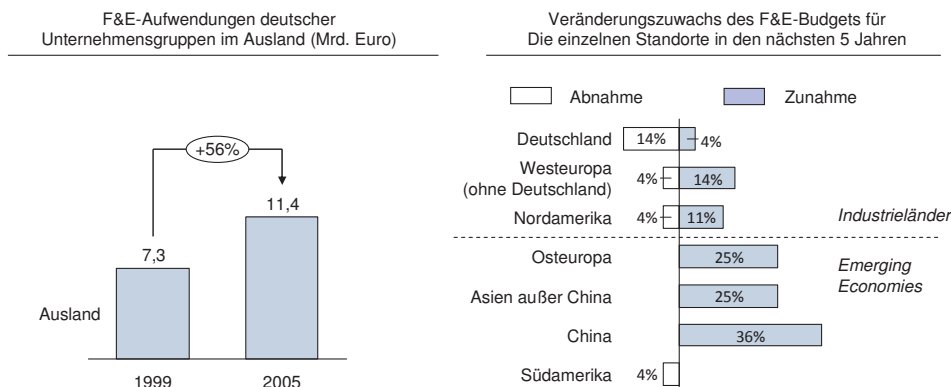 F&E-Aufwendungen deutscher
Unternehmensgruppen im Ausland (Mrd. Euro)
+56%
7,3
11,4
Ausland
1999
2005
Veränderungszuwachs des F&E-Budgets für
Die einzelnen Standorte in den nächsten 5 Jahren
Abnahme
Zunahme
Deutschland
14%
4%
Westeuropa
(ohne Deutschland)
4%
14%
Nordamerika
4%
11%
Industrieländer
Osteuropa
25%
Emerging
Economies
Asien außer China
25%
China
36%
Südamerika
4%